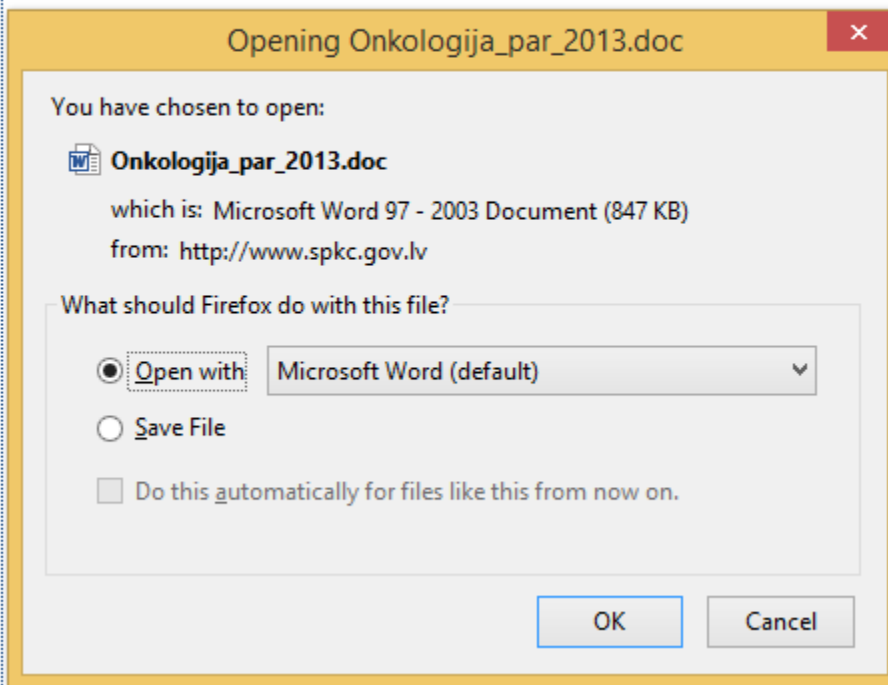 Opening Onkologija_par_2013.doc
You have chosen to open:
Onkologija_par_2013.doc
which is: Microsoft Word 97 - 2003 Document (847 KB)
from: http://www.spkc.gov.lv
What should Firefox do with this file?
Open with Microsoft Word (default)
Save File
Do this automatically for files like this from now on.
OK Cancel